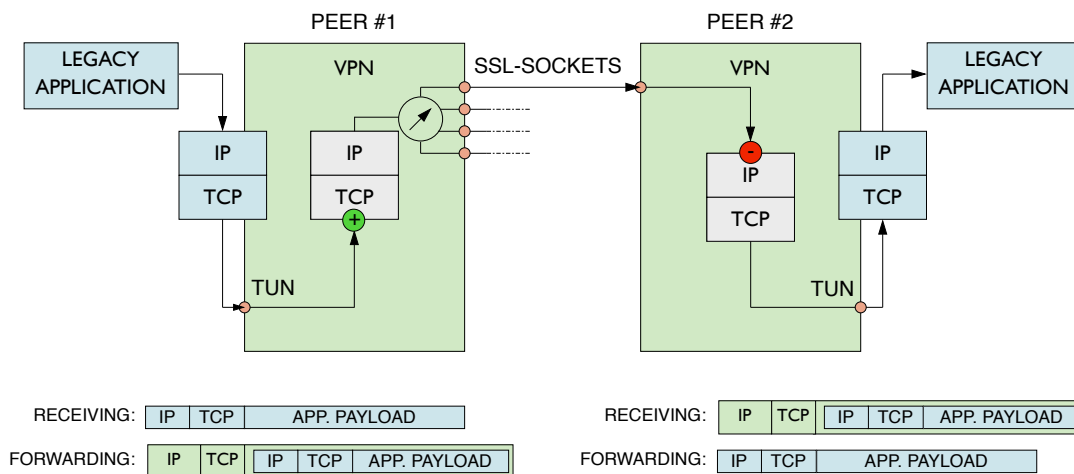 PEER #1
PEER #2
LEGACY
APPLICATION
VPN
SSL-SOCKETS
VPN
LEGACY
APPLICATION
IP
TCP
IP
TCP
+
-
IP
TCP
IP
TCP
TUN
TUN
RECEIVING: IP TCP APP. PAYLOAD
FORWARDING: IP TCP IP TCP APP. PAYLOAD
RECEIVING: IP TCP IP TCP APP. PAYLOAD
FORWARDING: IP TCP APP. PAYLOAD